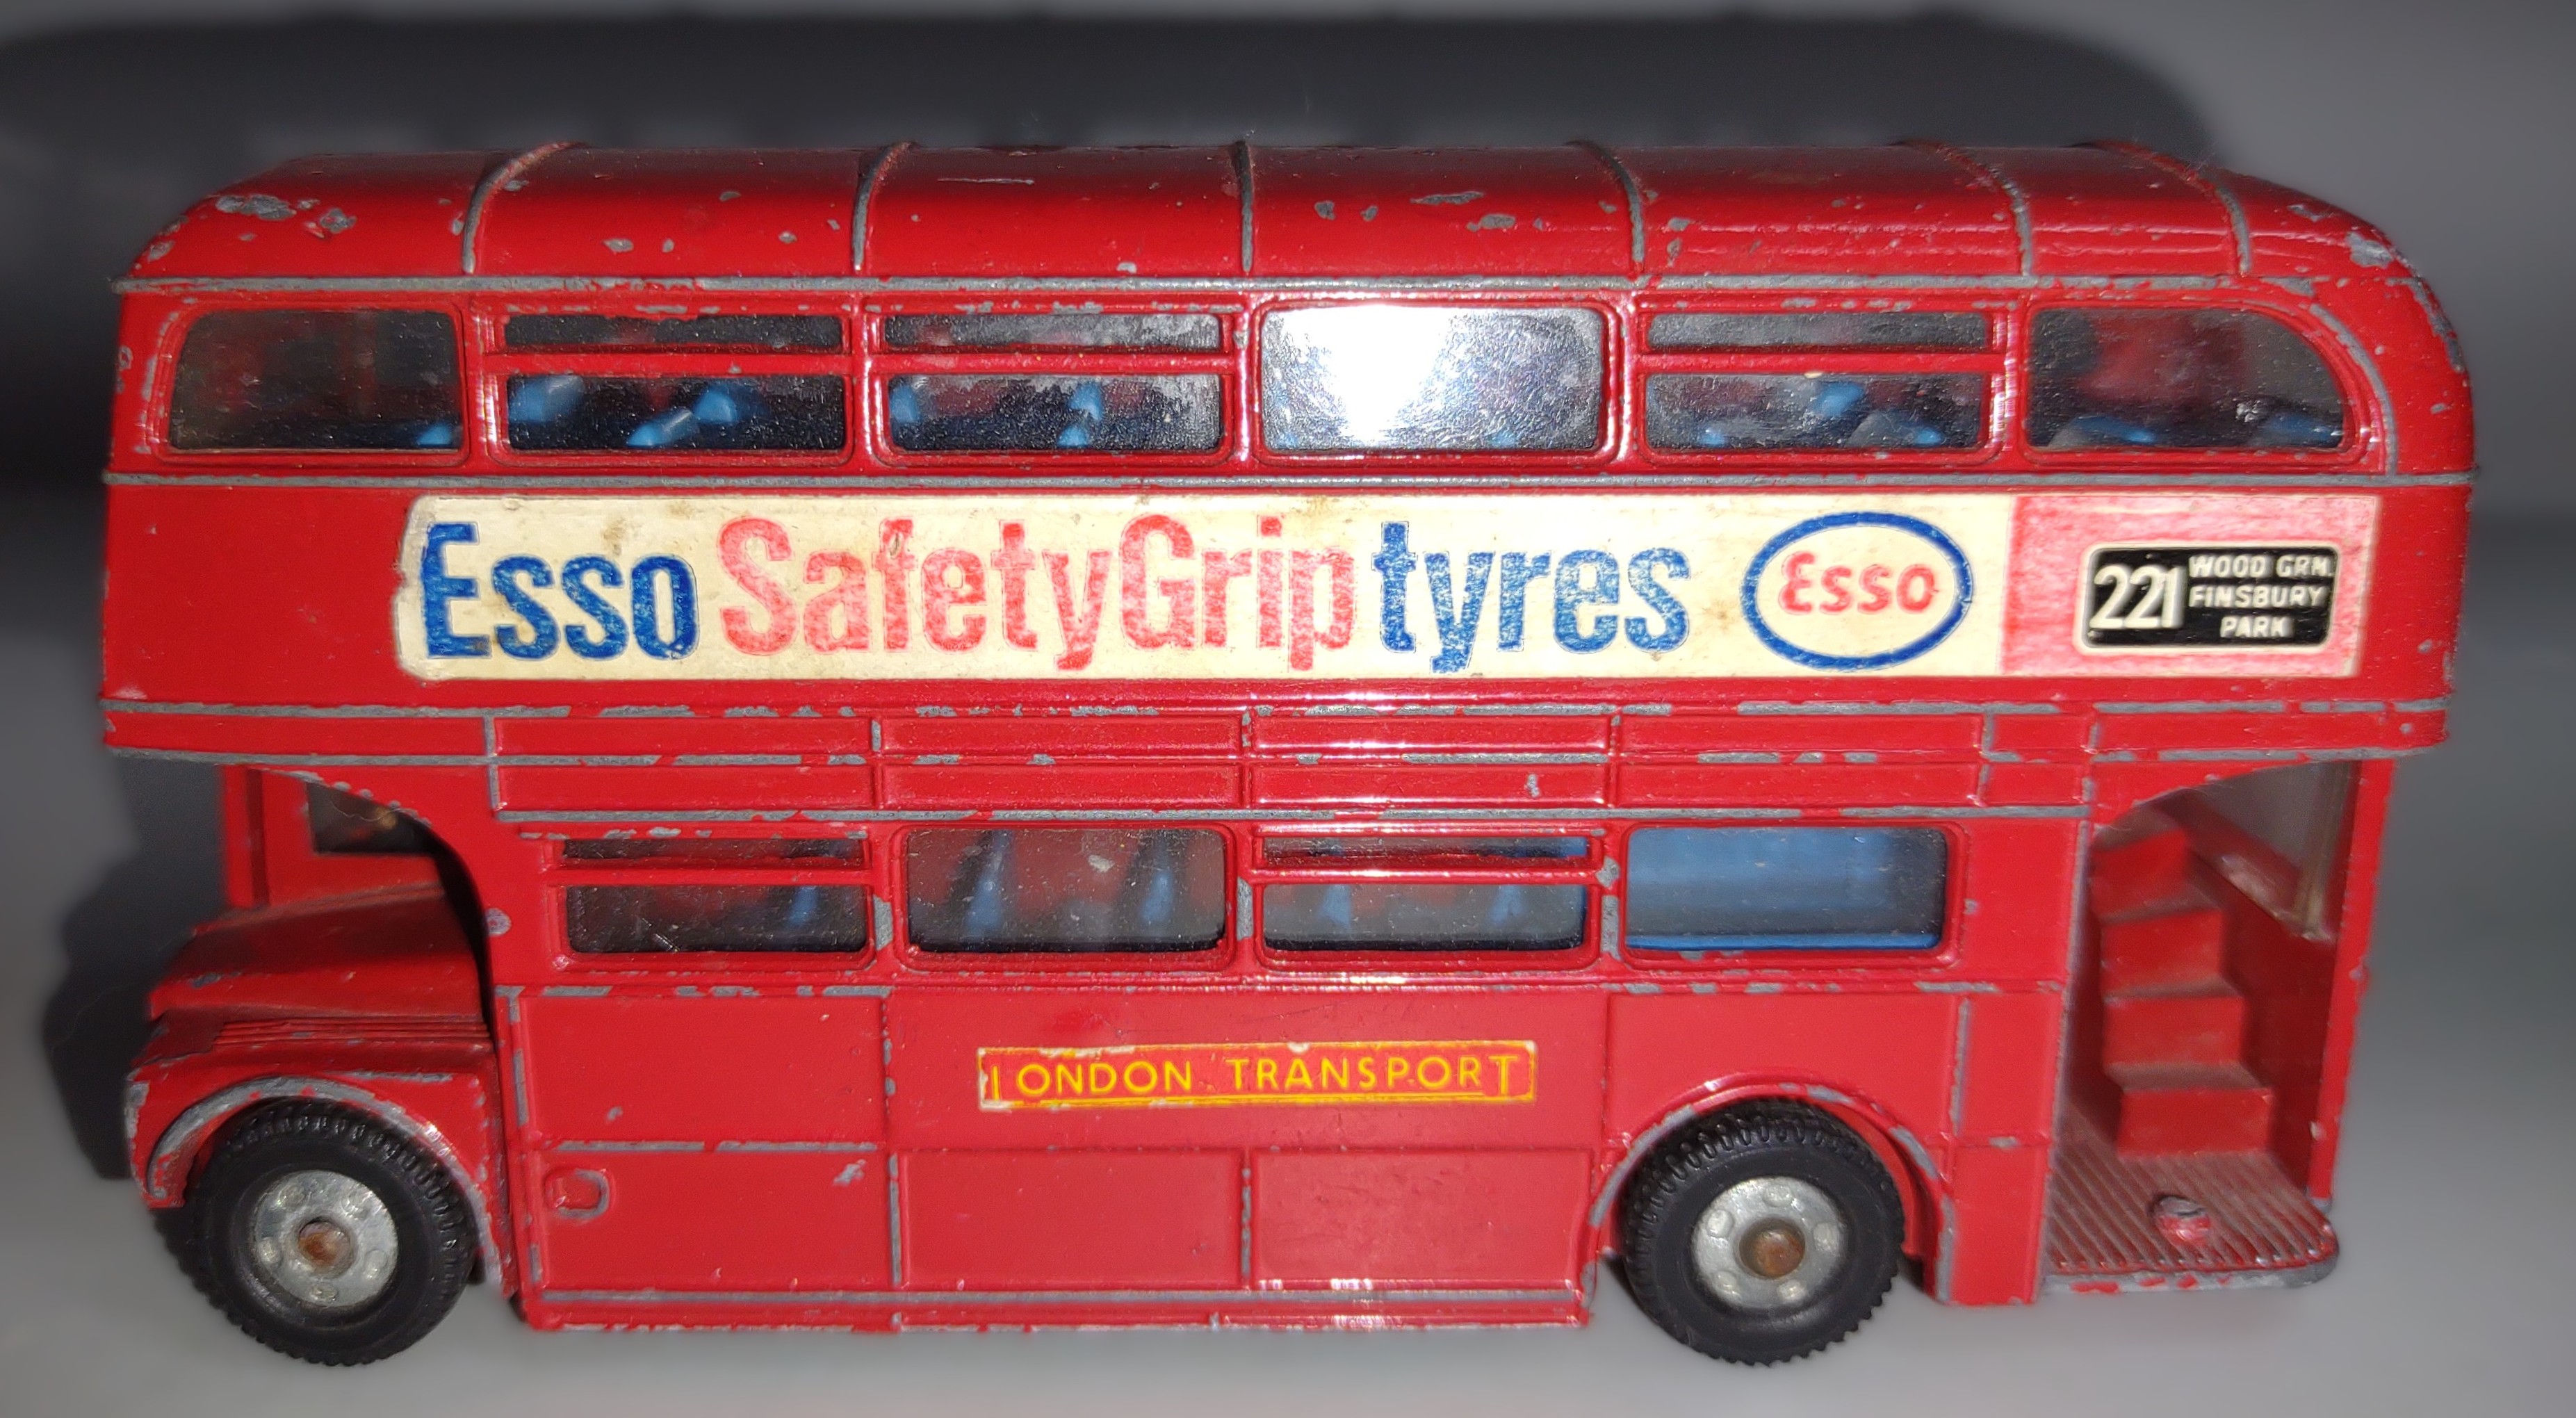 Esso SafetyGrip tyres
Esso
221
WOOD GRN.
FINSBURY
PARK
LONDON TRANSPORT